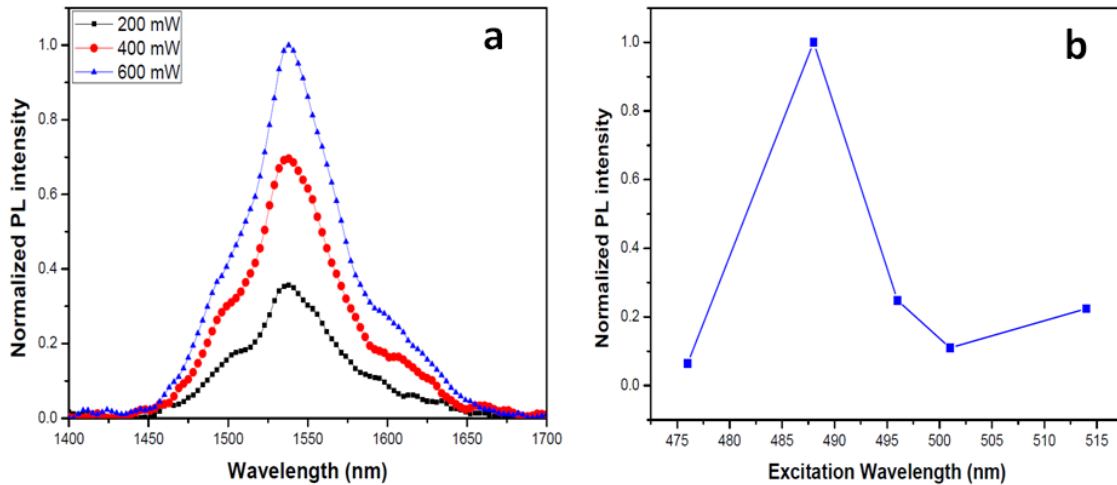 200 mW
400 mW
600 mW
a
Normalized PL intensity
1.0
0.8
0.6
0.4
0.2
0.0
1400 1450 1500 1550 1600 1650 1700
Wavelength (nm)
b
Normalized PL intensity
1.0
0.8
0.6
0.4
0.2
0.0
475 480 485 490 495 500 505 510 515
Excitation Wavelength (nm)